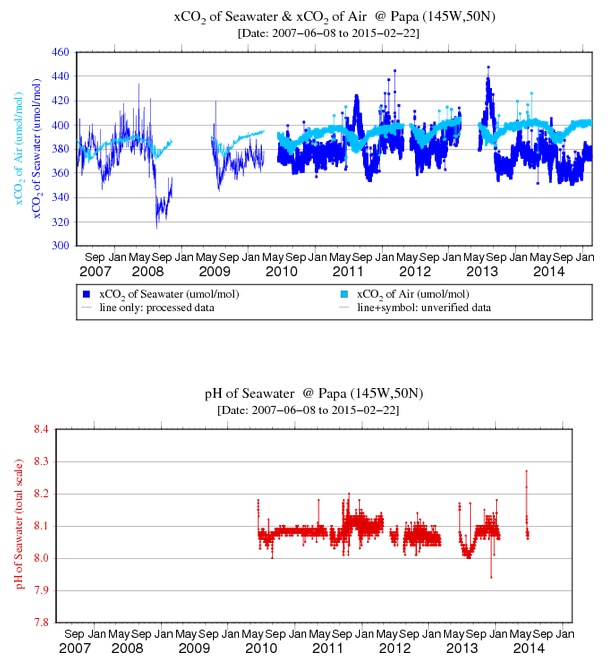 xCO2 of Seawater & xCO2 of Air @ Papa (145W,50N)
[Date: 2007-06-08 to 2015-02-22]
xCO2 of Air (umol/mol)
xCO2 of Seawater (umol/mol)
460
440
420
400
380
360
340
320
300
Sep Jan May Sep Jan May Sep Jan May Sep Jan May Sep Jan May Sep Jan May Sep Jan May Sep Jan
2007 2008 2009 2010 2011 2012 2013 2014
xCO2 of Seawater (umol/mol) xCO2 of Air (umol/mol)
line only: processed data line+symbol: unverified data
pH of Seawater @ Papa (145W,50N)
[Date: 2007-06-08 to 2015-02-22]
pH of Seawater (total scale)
8.4
8.3
8.2
8.1
8.0
7.9
7.8
Sep Jan May Sep Jan May Sep Jan May Sep Jan May Sep Jan May Sep Jan May Sep Jan May Sep Jan
2007 2008 2009 2010 2011 2012 2013 2014